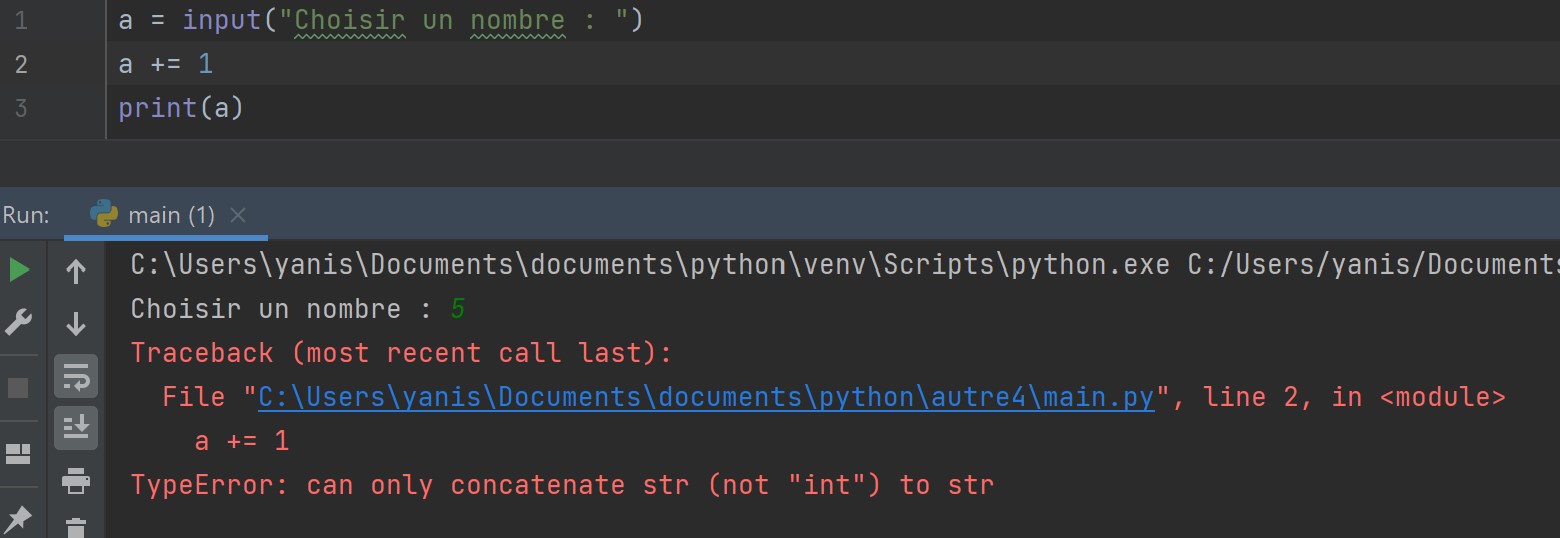 1 a = input("Choisir un nombre : ")
2 a += 1
3 print(a)
Run: main (1)
C:\Users\yanis\Documents\documents\python\venv\Scripts\python.exe C:/Users/yanis/Documents
Choisir un nombre : 5
Traceback (most recent call last):
File "C:\Users\yanis\Documents\documents\python\autre4\main.py", line 2, in <module>
a += 1
TypeError: can only concatenate str (not "int") to str